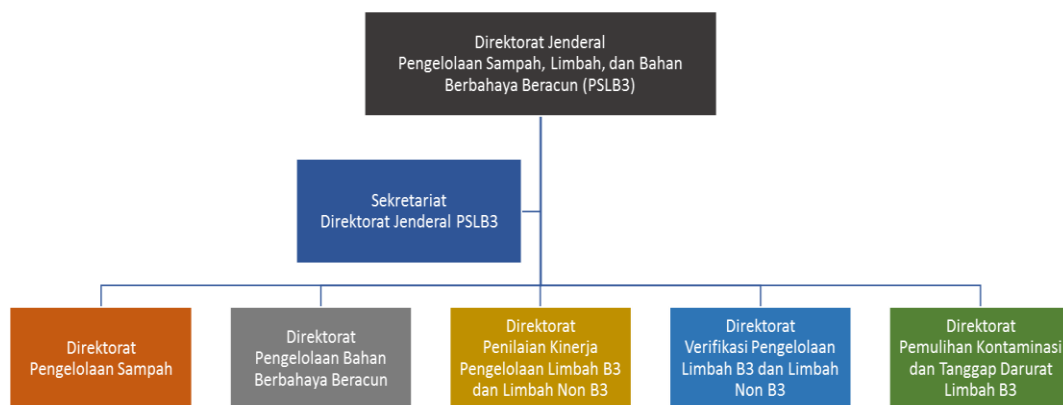 Direktorat Jenderal
Pengelolaan Sampah, Limbah, dan Bahan
Berbahaya Beracun (PSLB3)
Sekretariat
Direktorat Jenderal PSLB3
Direktorat
Pengelolaan Sampah
Direktorat
Pengelolaan Bahan
Berbahaya Beracun
Direktorat
Penilaian Kinerja
Pengelolaan Limbah B3
dan Limbah Non B3
Direktorat
Verifikasi Pengelolaan
Limbah B3 dan Limbah
Non B3
Direktorat
Pemulihan Kontaminasi
dan Tanggap Darurat
Limbah B3